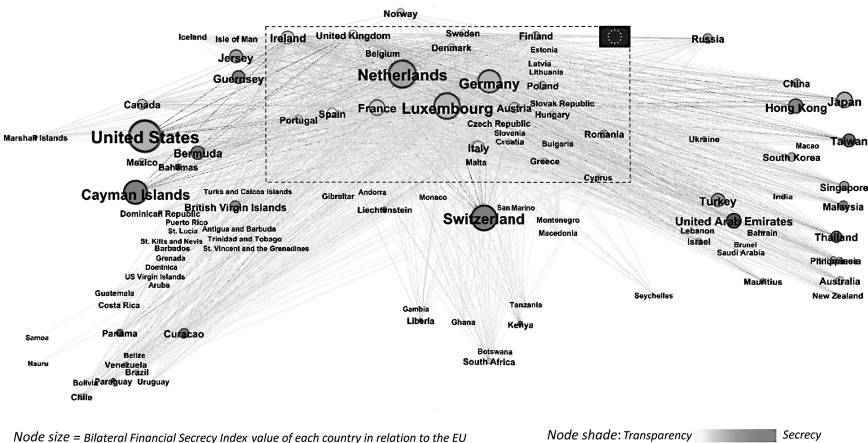 Norway
Iceland
Isle of Man
Ireland
United Kingdom
Sweden
Finland
Russia
Belgium
Denmark
Estonia
Jersey
Guernsey
Netherlands
Germany
Latvia
Lithuania
Poland
China
Canada
Portugal
Spain
France
Luxembourg
Austria
Slovak Republic
Hungary
Hong Kong
Japan
Marshall Islands
United States
Czech Republic
Slovenia
Croatia
Romania
Ukraine
Taiwan
Macao
Mexico
Bermuda
Bahamas
Italy
Bulgaria
Malta
Greece
South Korea
Cyprus
Cayman Islands
Turks and Caicos Islands
Gibraltar
Andorra
Monaco
Singapore
India
Dominican Republic
British Virgin Islands
Liechtenstein
San Marino
Switzerland
Turkey
Malaysia
Puerto Rico
St. Lucia
Antigua and Barbuda
Montenegro
United Arab Emirates
St. Kitts and Nevis
Trinidad and Tobago
Macedonia
Lebanon
Bahrain
Thailand
Barbados
St. Vincent and the Grenadines
Israel
Brunei
Saudi Arabia
Grenada
Dominica
US Virgin Islands
Aruba
Mauritius
Australia
Guatemala
Seychelles
New Zealand
Costa Rica
Gambia
Tanzania
Liberia
Ghana
Kenya
Panama
Curacao
Samoa
Nauru
Belize
Venezuela
Brazil
Botswana
South Africa
Bolivia
Paraguay
Uruguay
Chile
Node size = Bilateral Financial Secrecy Index value of each country in relation to the EU
Node shade: Transparency Secrecy